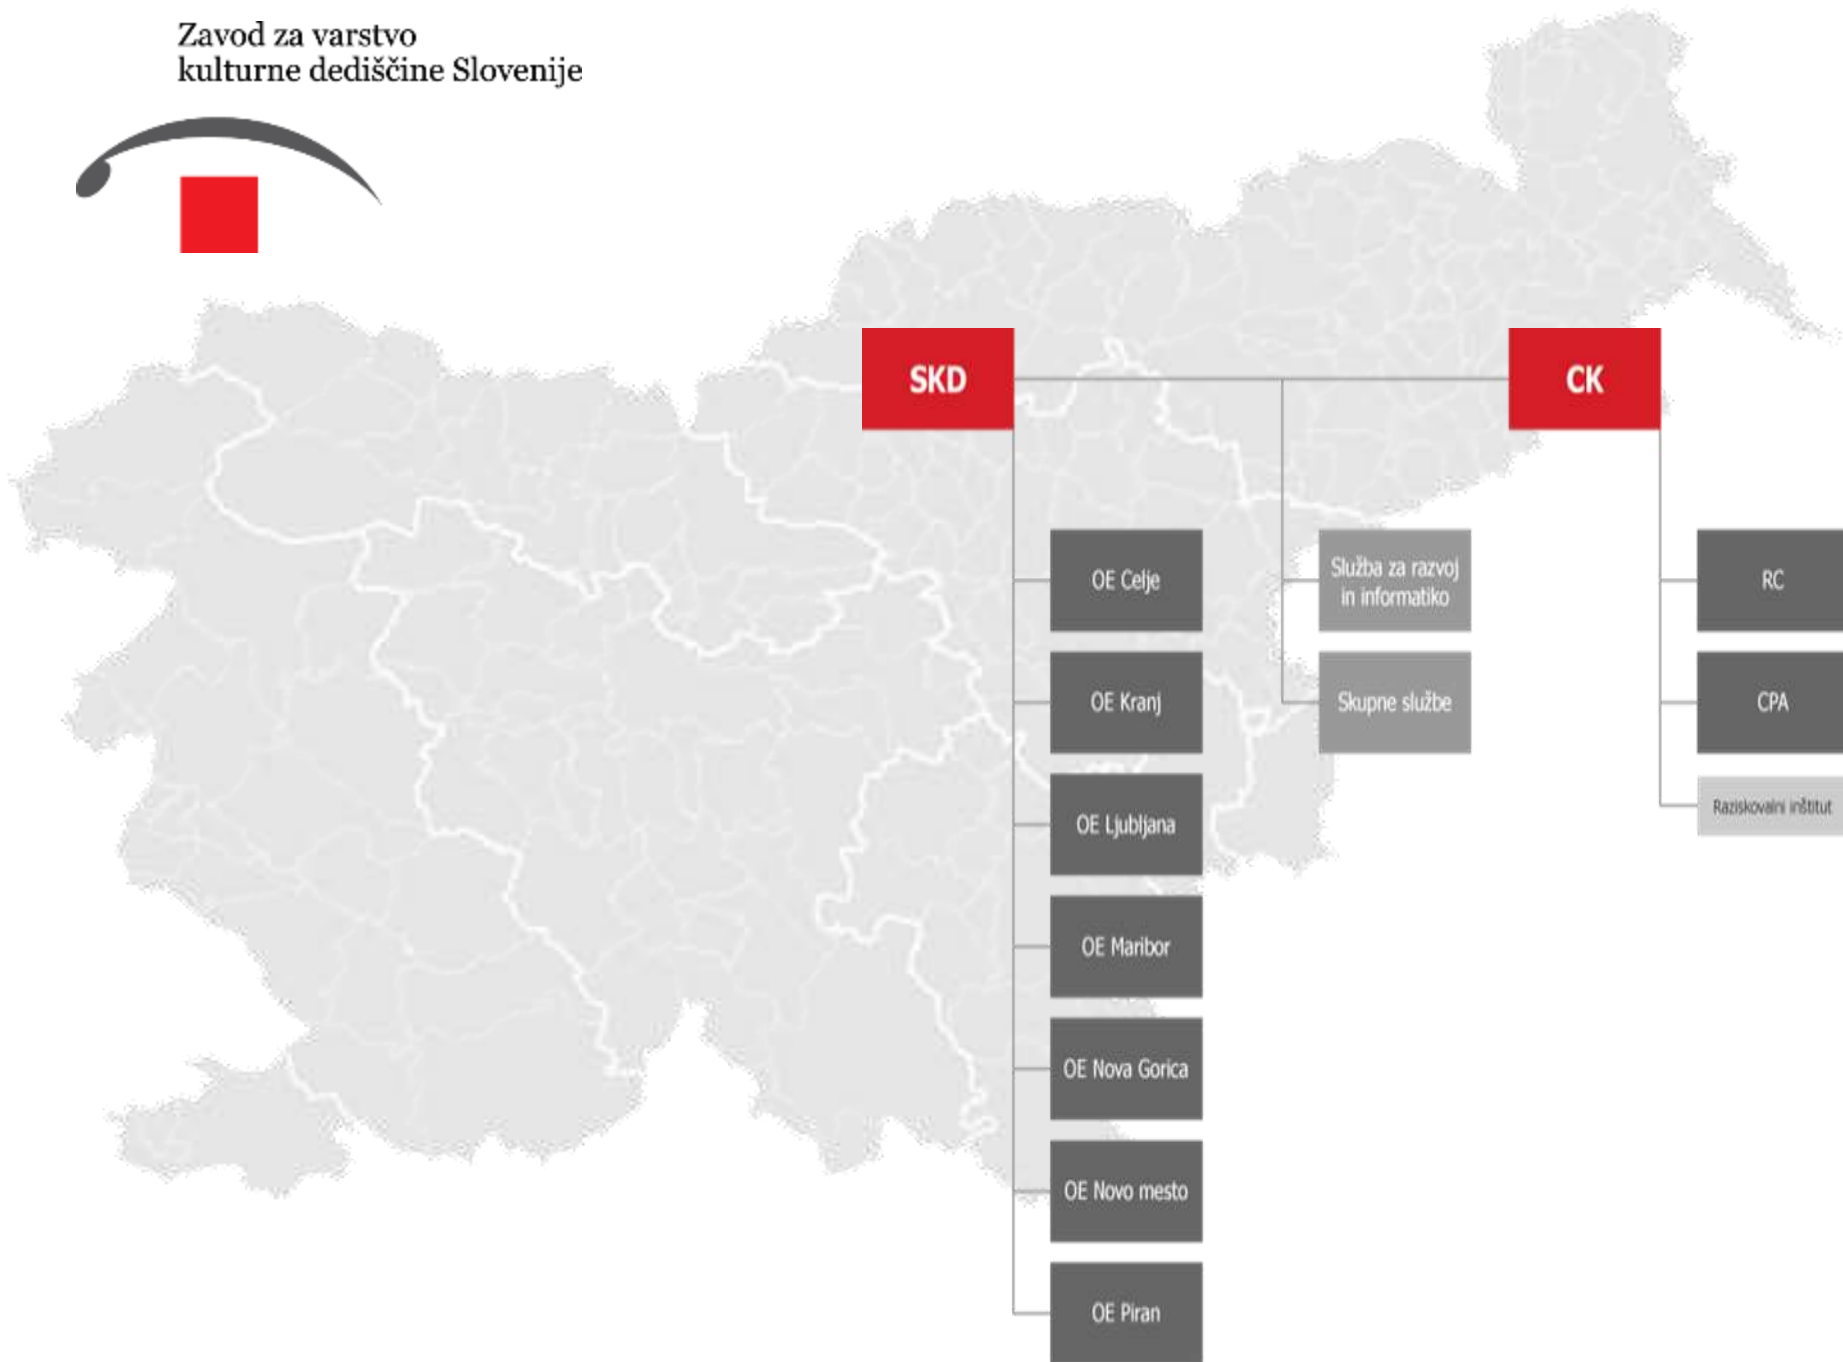 Zavod za varstvo
kulturne dediščine Slovenije
SKD
CK
OE Celje
OE Kranj
OE Ljubljana
OE Maribor
OE Nova Gorica
OE Novo mesto
OE Piran
Služba za razvoj
in informatiko
Skupne službe
RC
CPA
Raziskovalni inštitut